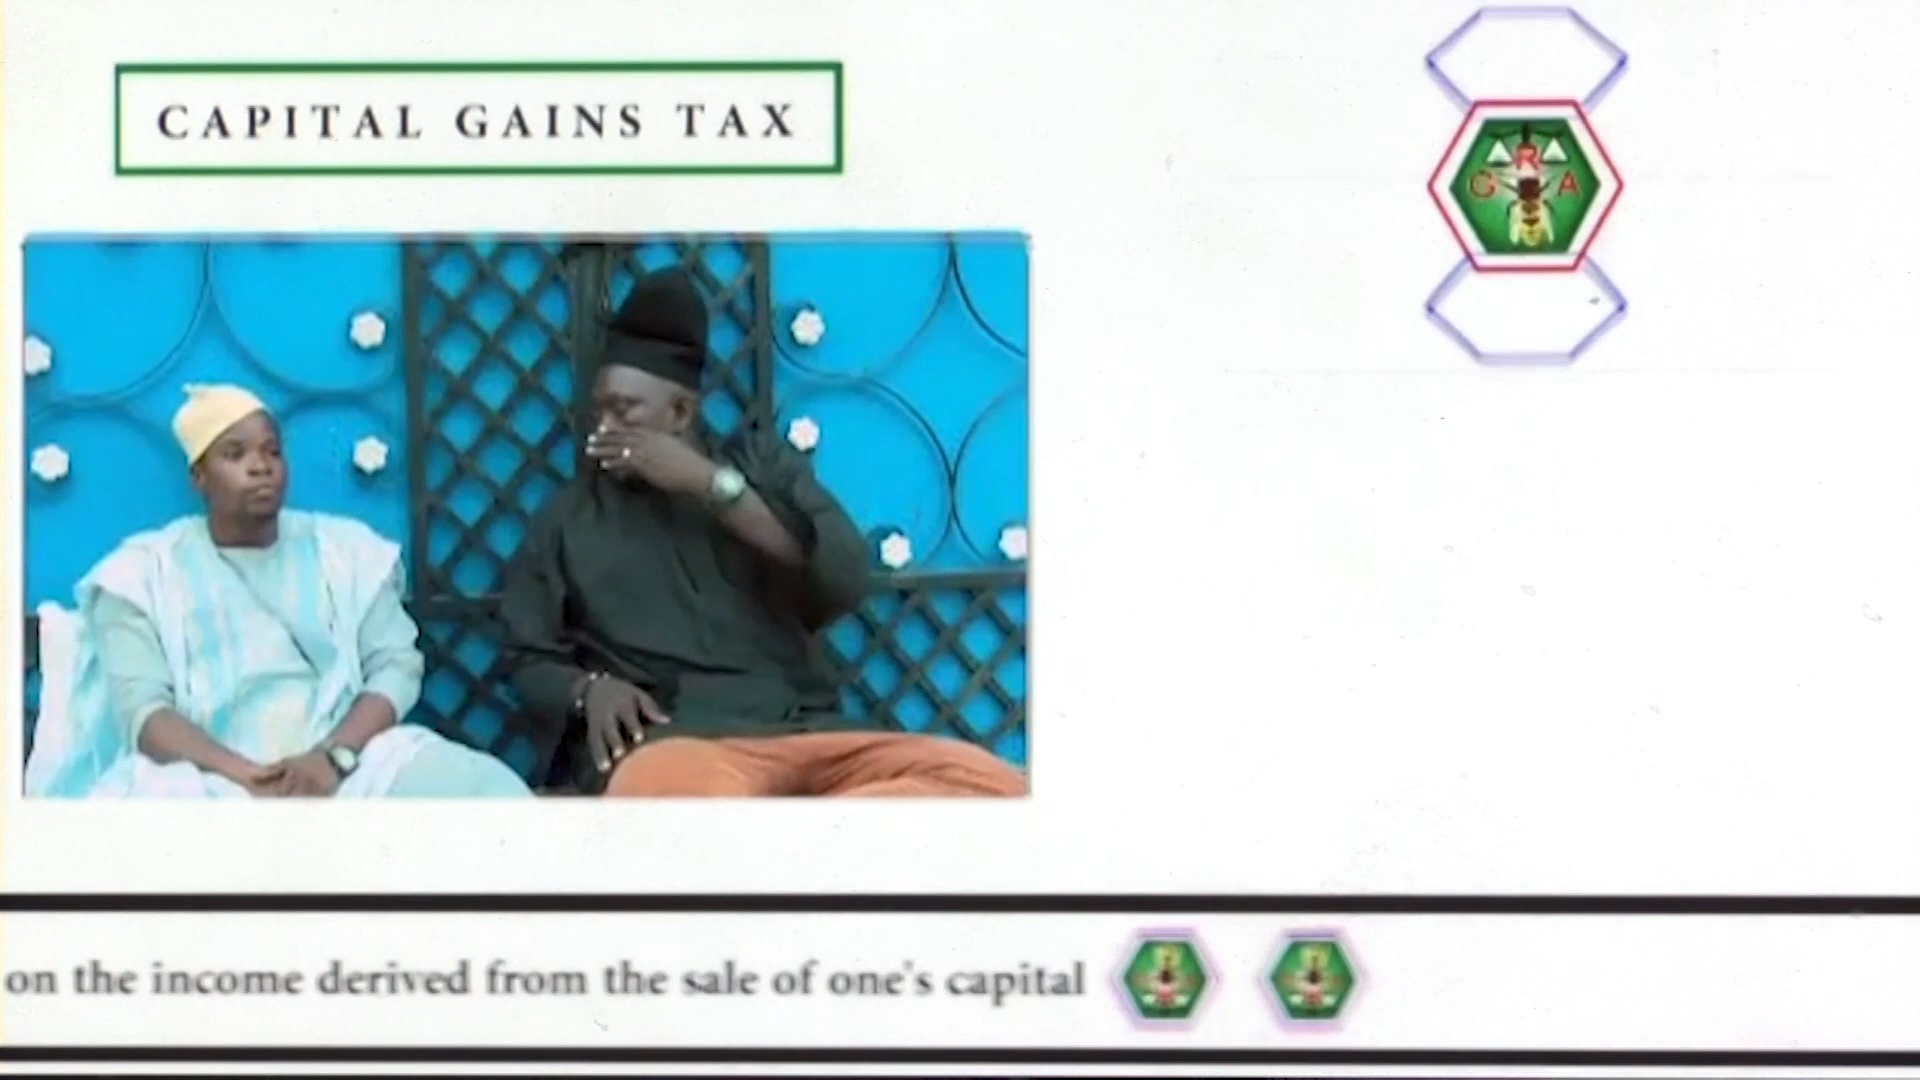 CAPITAL GAINS TAX
G R A
on the income derived from the sale of one's capital